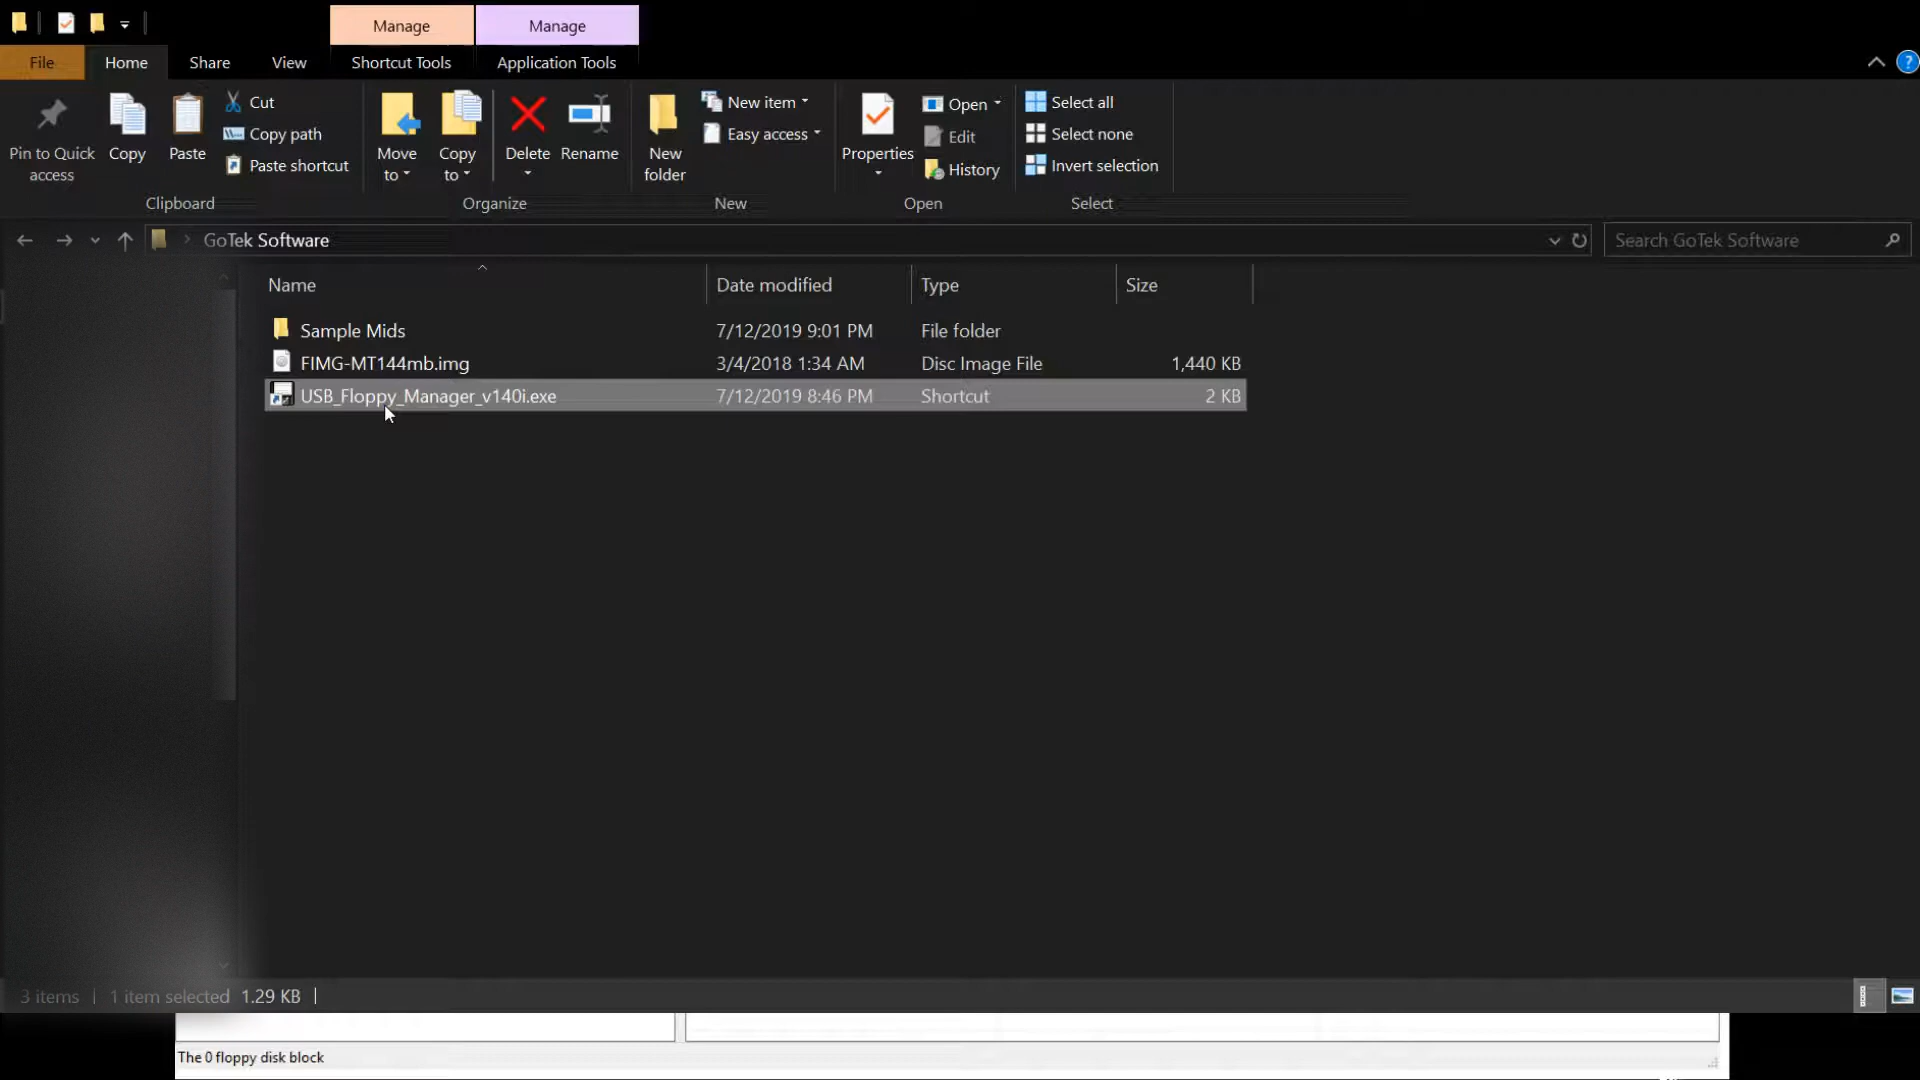 Manage Manage
File Home Share View Shortcut Tools Application Tools
Pin to Quick access
Copy
Paste
Cut
Copy path
Paste shortcut
Move to
Copy to
Delete
Rename
New folder
New item
Easy access
Properties
Open
Edit
History
Select all
Select none
Invert selection
Clipboard Organize New Open Select
GoTek Software
Search GoTek Software
Name Date modified Type Size
Sample Mids 7/12/2019 9:01 PM File folder
FIMG-MT144mb.img 3/4/2018 1:34 AM Disc Image File 1,440 KB
USB_Floppy_Manager_v140i.exe 7/12/2019 8:46 PM Shortcut 2 KB
3 items 1 item selected 1.29 KB
The 0 floppy disk block